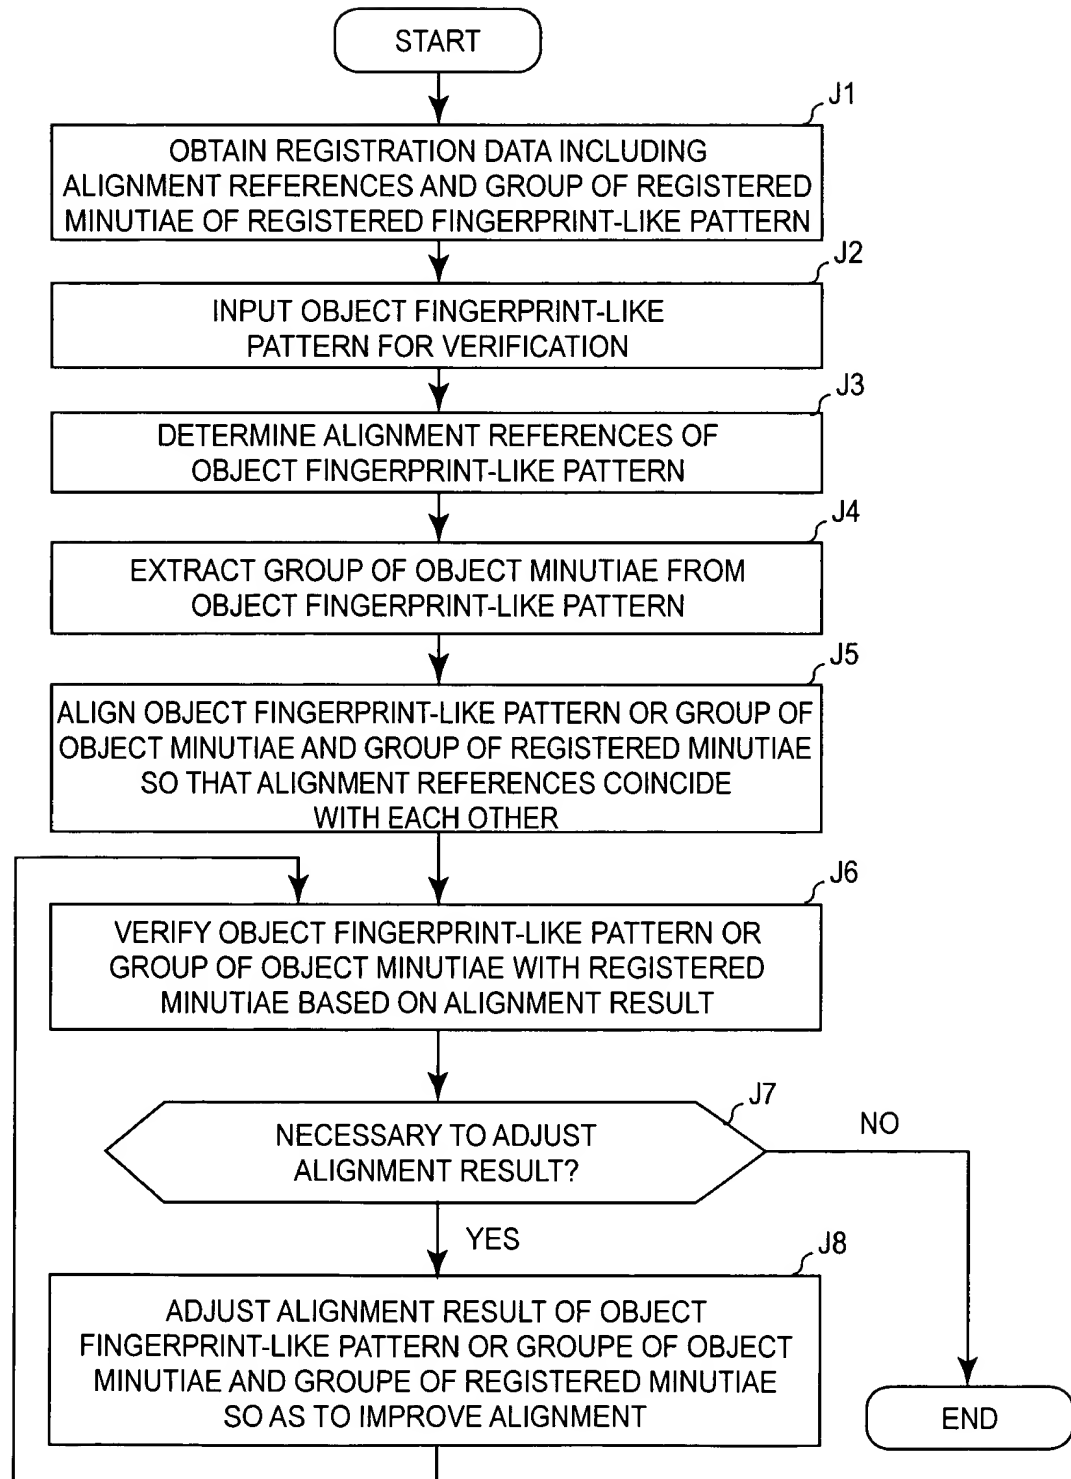 START
J1
OBTAIN REGISTRATION DATA INCLUDING
ALIGNMENT REFERENCES AND GROUP OF REGISTERED
MINUTIAE OF REGISTERED FINGERPRINT-LIKE PATTERN
J2
INPUT OBJECT FINGERPRINT-LIKE
PATTERN FOR VERIFICATION
J3
DETERMINE ALIGNMENT REFERENCES OF
OBJECT FINGERPRINT-LIKE PATTERN
J4
EXTRACT GROUP OF OBJECT MINUTIAE FROM
OBJECT FINGERPRINT-LIKE PATTERN
J5
ALIGN OBJECT FINGERPRINT-LIKE PATTERN OR GROUP OF
OBJECT MINUTIAE AND GROUP OF REGISTERED MINUTIAE
SO THAT ALIGNMENT REFERENCES COINCIDE
WITH EACH OTHER
J6
VERIFY OBJECT FINGERPRINT-LIKE PATTERN OR
GROUP OF OBJECT MINUTIAE WITH REGISTERED
MINUTIAE BASED ON ALIGNMENT RESULT
J7
NECESSARY TO ADJUST
ALIGNMENT RESULT?
NO
YES
J8
ADJUST ALIGNMENT RESULT OF OBJECT
FINGERPRINT-LIKE PATTERN OR GROUPE OF OBJECT
MINUTIAE AND GROUPE OF REGISTERED MINUTIAE
SO AS TO IMPROVE ALIGNMENT
END